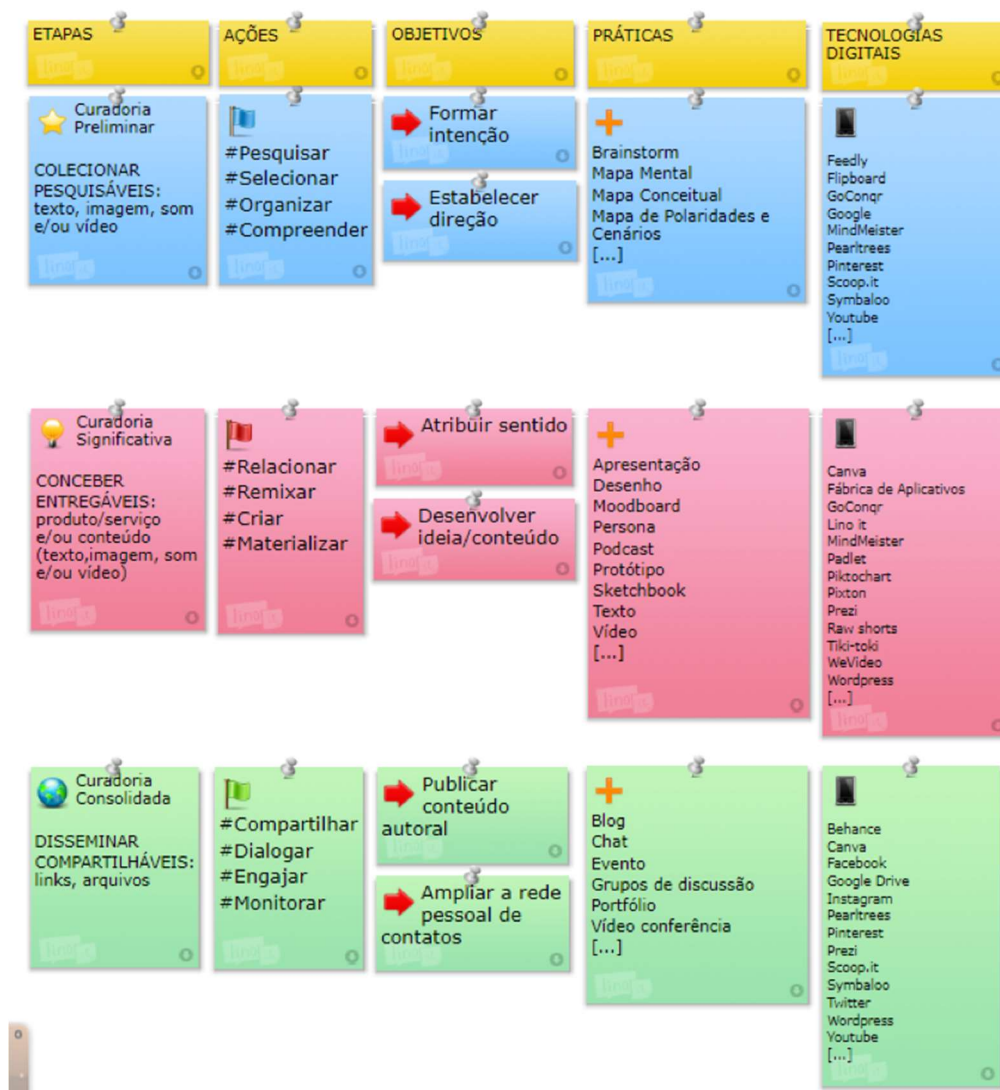 ETAPAS
AÇÕES
OBJETIVOS
PRÁTICAS
TECNOLOGIAS
DIGITAIS
Curadoria
Preliminar
COLECIONAR
PESQUISÁVEIS:
texto, imagem, som
e/ou vídeo
#Pesquisar
#Selecionar
#Organizar
#Compreender
Formar
intenção
Estabelecer
direção
Brainstorm
Mapa Mental
Mapa Conceitual
Mapa de Polaridades e
Cenários
[...]
Feedly
Flipboard
GoConqr
Google
MindMeister
Pearltrees
Pinterest
Scoop.it
Symbaloo
Youtube
[...]
Curadoria
Significativa
CONCEBER
ENTREGÁVEIS:
produto/serviço
e/ou conteúdo
(texto,imagem, som
e/ou vídeo)
#Relacionar
#Remixar
#Criar
#Materializar
Atribuir sentido
Desenvolver
ideia/conteúdo
Apresentação
Desenho
Moodboard
Persona
Podcast
Protótipo
Sketchbook
Texto
Vídeo
[...]
Canva
Fábrica de Aplicativos
GoConqr
Lino it
MindMeister
Padlet
Piktochart
Pixton
Prezi
Raw shorts
Tiki-toki
WeVideo
Wordpress
[...]
Curadoria
Consolidada
DISSEMINAR
COMPARTILHÁVEIS:
links, arquivos
#Compartilhar
#Dialogar
#Engajar
#Monitorar
Publicar
conteúdo
autoral
Ampliar a rede
pessoal de
contatos
Blog
Chat
Evento
Grupos de discussão
Portfólio
Vídeo conferência
[...]
Behance
Canva
Facebook
Google Drive
Instagram
Pearltrees
Pinterest
Prezi
Scoop.it
Symbaloo
Twitter
Wordpress
Youtube
[...]